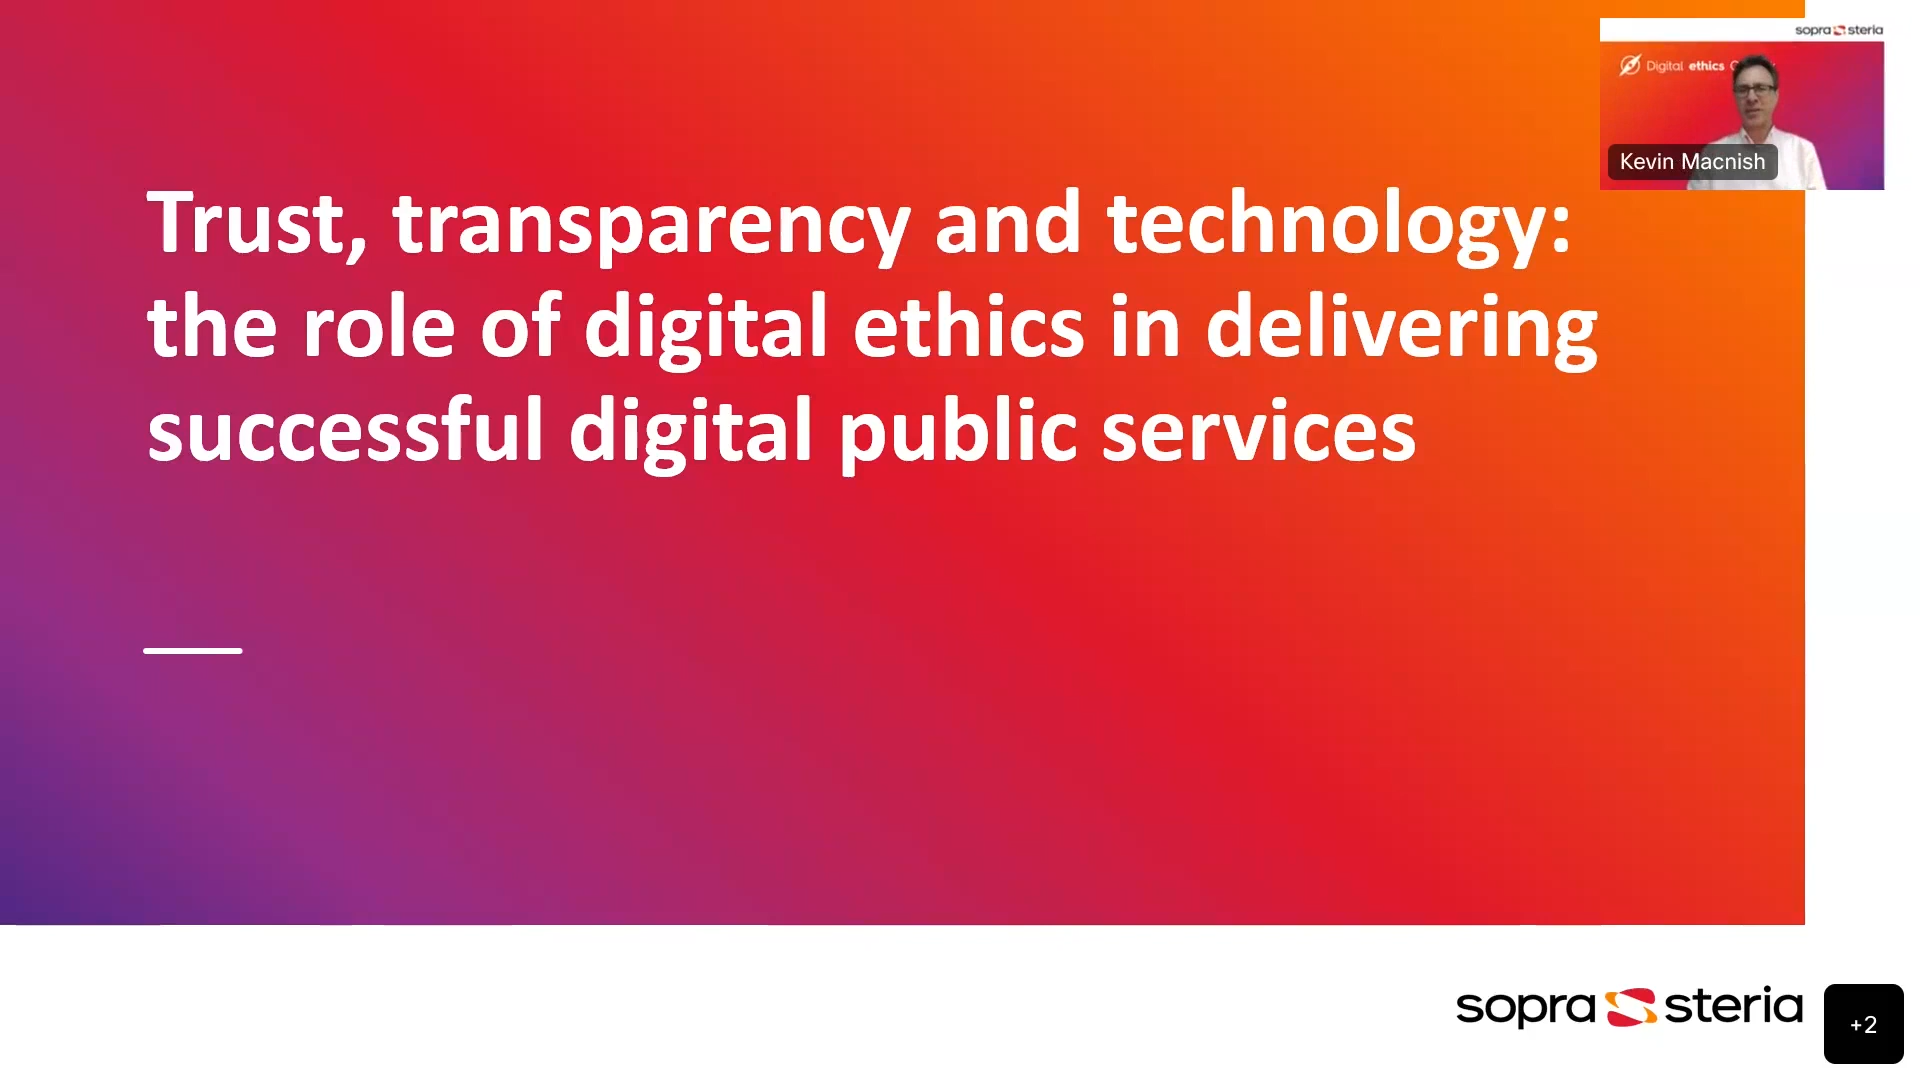 sopra steria
Digital ethics
Kevin Macnish
Trust, transparency and technology:
the role of digital ethics in delivering
successful digital public services
sopra steria
+2